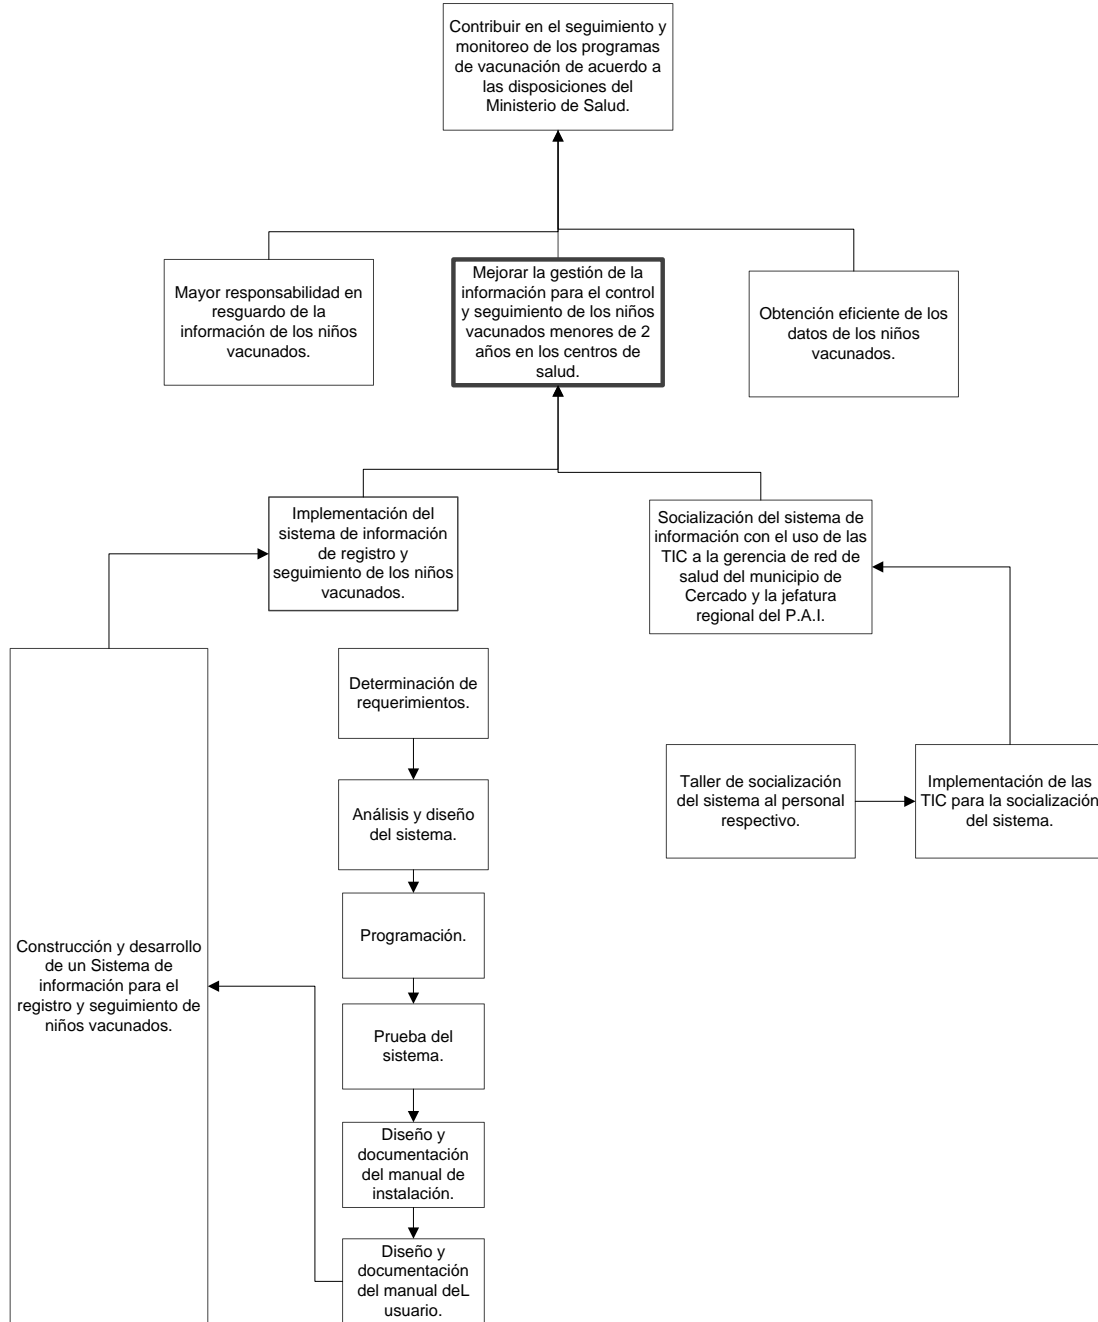 Contribuir en el seguimiento y
monitoreo de los programas
de vacunación de acuerdo a
las disposiciones del
Ministerio de Salud.
Mayor responsabilidad en
resguardo de la
información de los niños
vacunados.
Mejorar la gestión de la
información para el control
y seguimiento de los niños
vacunados menores de 2
años en los centros de
salud.
Obtención eficiente de los
datos de los niños
vacunados.
Implementación del
sistema de información
de registro y
seguimiento de los niños
vacunados.
Socialización del sistema de
información con el uso de las
TIC a la gerencia de red de
salud del municipio de
Cercado y la jefatura
regional del P.A.I.
Determinación de
requerimientos.
Análisis y diseño
del sistema.
Programación.
Prueba del
sistema.
Diseño y
documentación
del manual de
instalación.
Diseño y
documentación
del manual deL
usuario.
Construcción y desarrollo
de un Sistema de
información para el
registro y seguimiento de
niños vacunados.
Taller de socialización
del sistema al personal
respectivo.
Implementación de las
TIC para la socialización
del sistema.